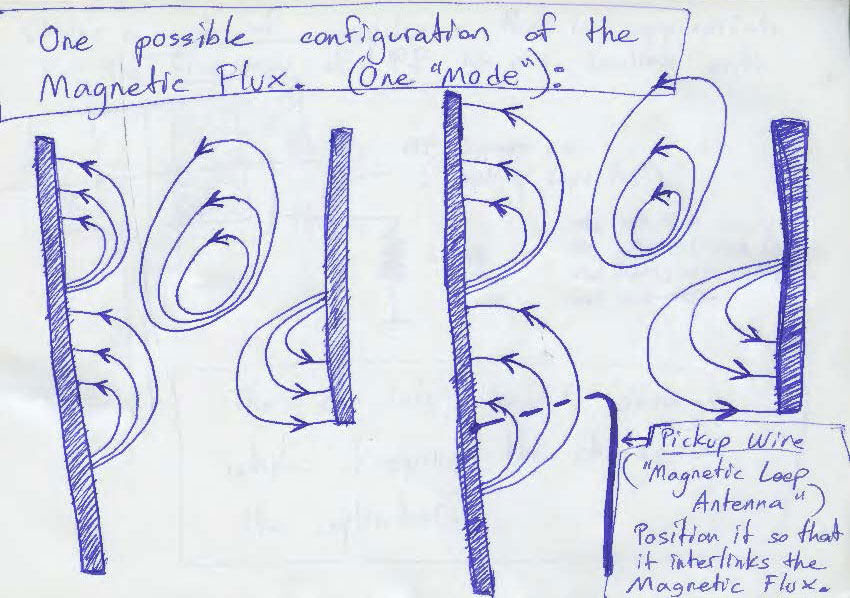 One possible configuration of the
Magnetic Flux. (One "Mode"):
Pickup Wire
("Magnetic Loop
Antenna")
Position it so that
it interlinks the
Magnetic Flux.